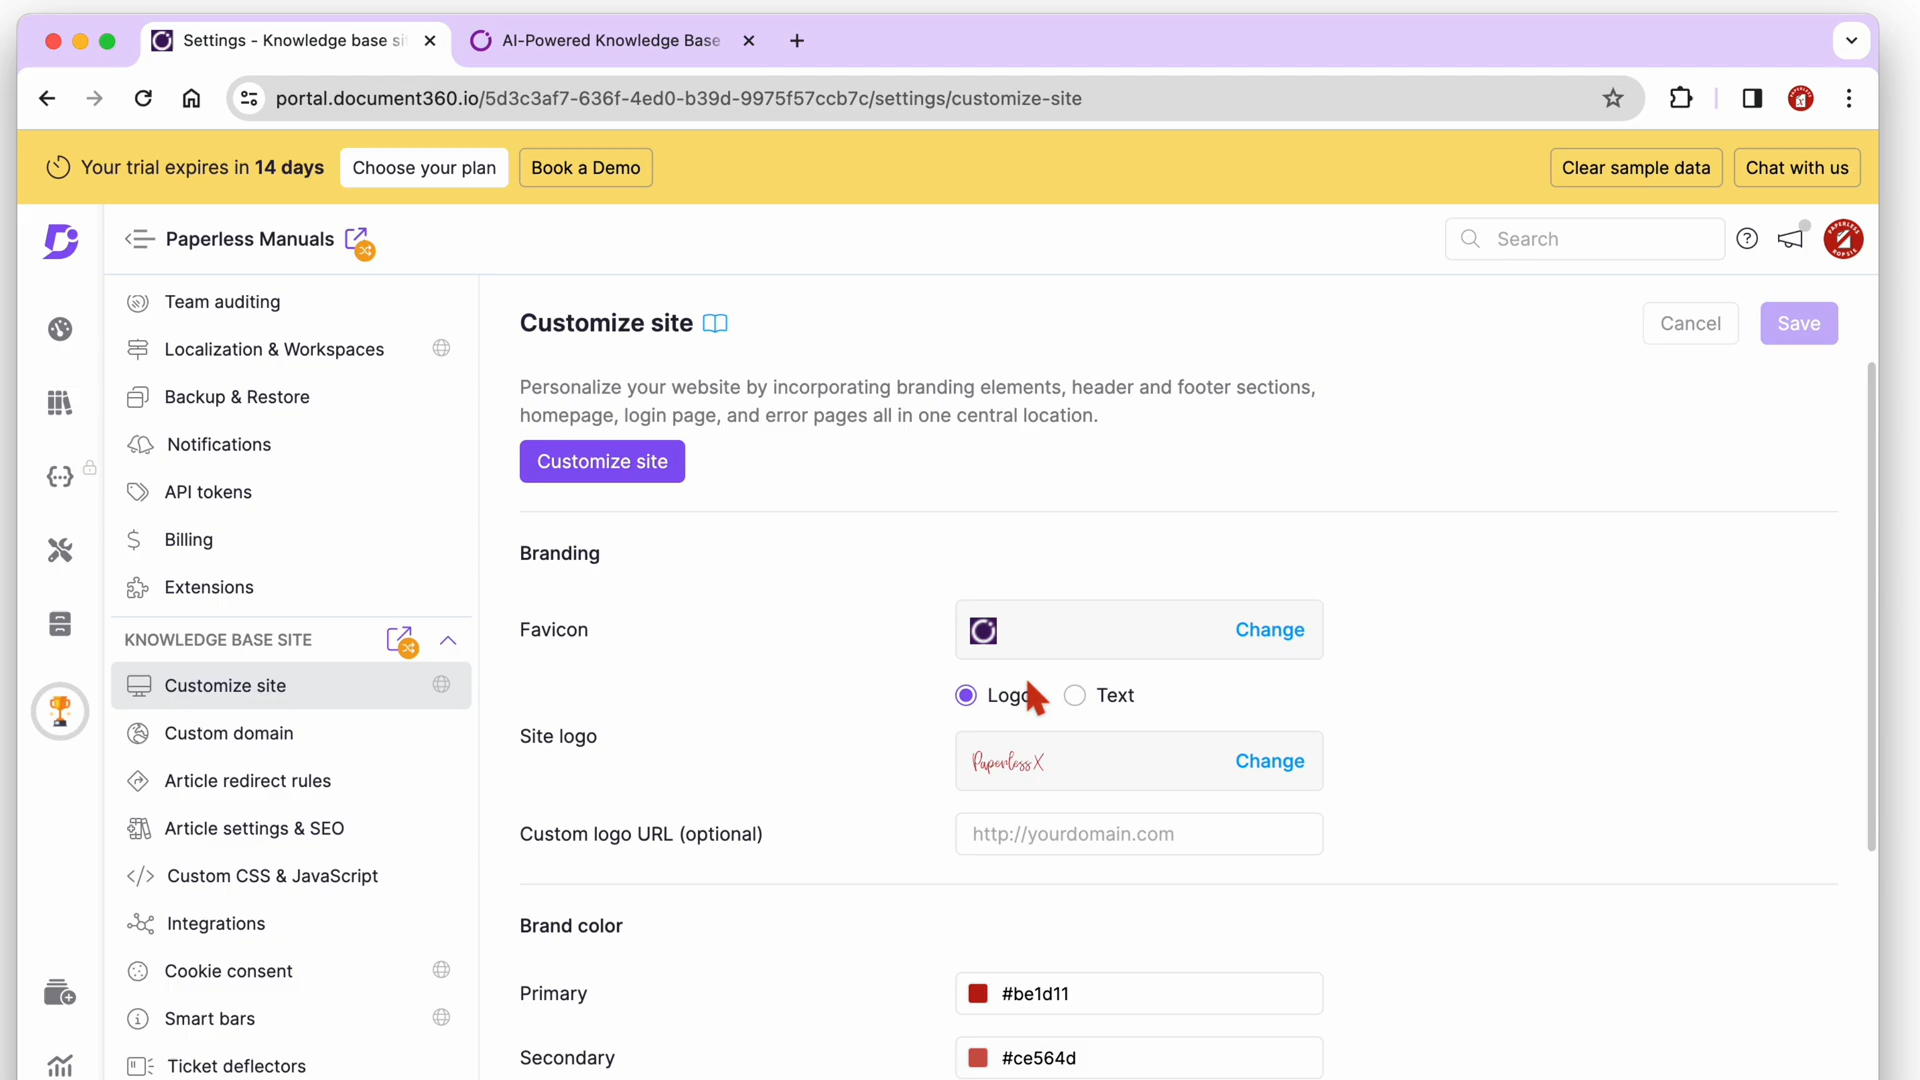 Settings - Knowledge base si
AI-Powered Knowledge Base
portal.document360.io/5d3c3af7-636f-4ed0-b39d-9975f57ccb7c/settings/customize-site
Your trial expires in 14 days
Choose your plan
Book a Demo
Clear sample data
Chat with us
Paperless Manuals
Search
Team auditing
Localization & Workspaces
Backup & Restore
Notifications
API tokens
Billing
Extensions
KNOWLEDGE BASE SITE
Customize site
Custom domain
Article redirect rules
Article settings & SEO
Custom CSS & JavaScript
Integrations
Cookie consent
Smart bars
Ticket deflectors
Customize site
Cancel
Save
Personalize your website by incorporating branding elements, header and footer sections,
homepage, login page, and error pages all in one central location.
Customize site
Branding
Favicon
Change
Logo
Text
Site logo
Paperless X
Change
Custom logo URL (optional)
http://yourdomain.com
Brand color
Primary
#be1d11
Secondary
#ce564d